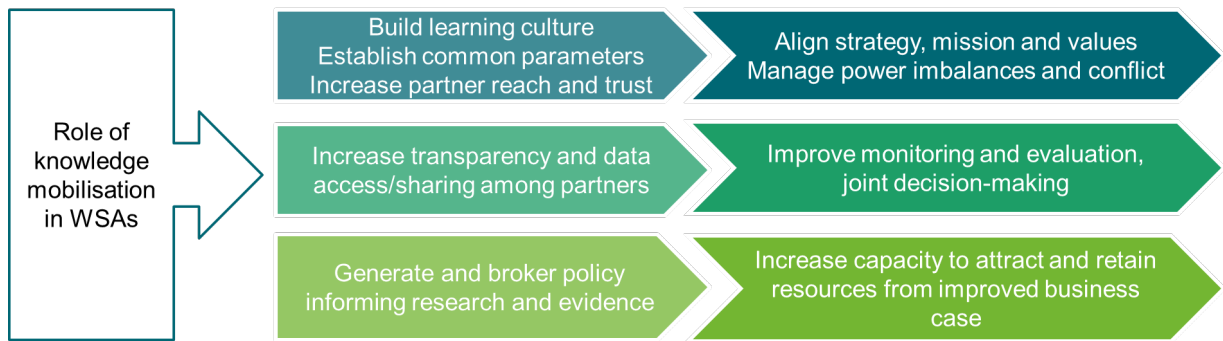 Role of
knowledge
mobilisation
in WSAs
Build learning culture
Establish common parameters
Increase partner reach and trust
Align strategy, mission and values
Manage power imbalances and conflict
Increase transparency and data
access/sharing among partners
Improve monitoring and evaluation,
joint decision-making
Generate and broker policy
informing research and evidence
Increase capacity to attract and retain
resources from improved business
case